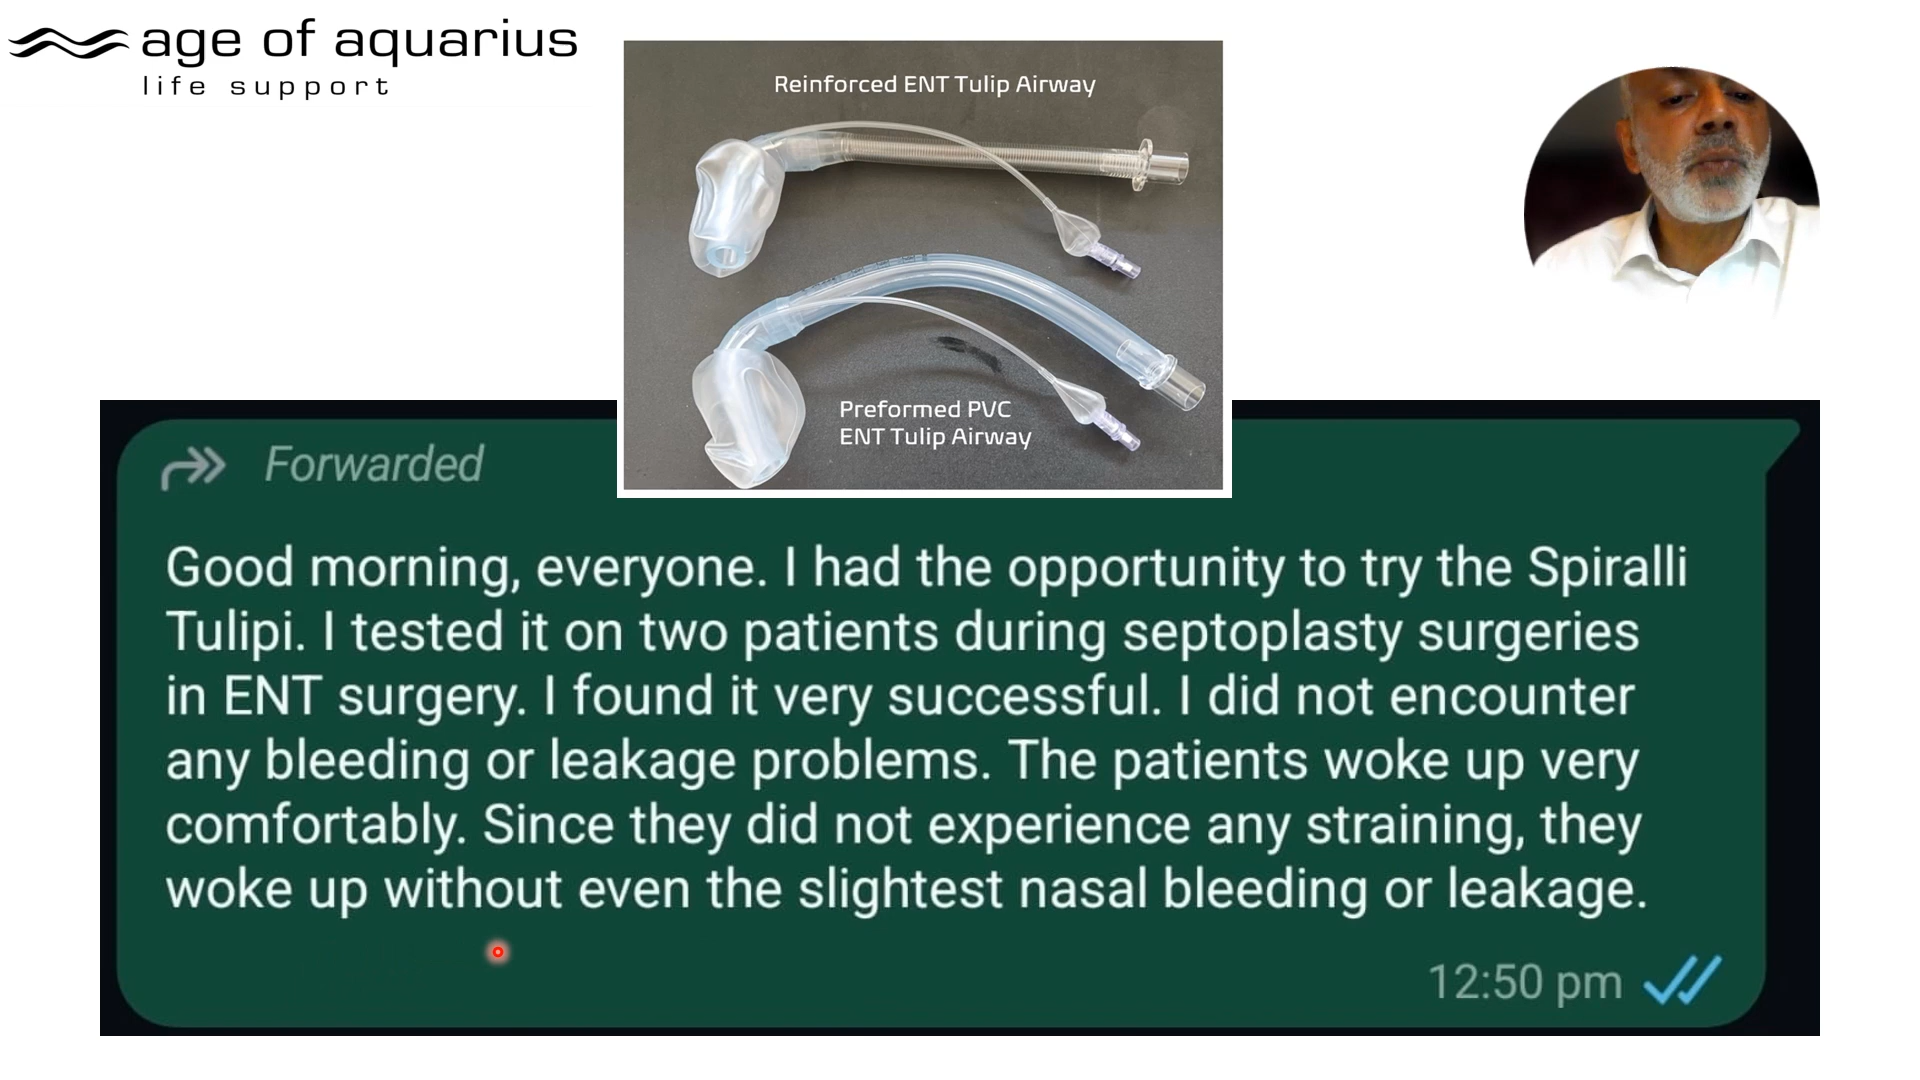 age of aquarius
life support
Reinforced ENT Tulip Airway
Preformed PVC
ENT Tulip Airway
Forwarded
Good morning, everyone. I had the opportunity to try the Spiralli
Tulipi. I tested it on two patients during septoplasty surgeries
in ENT surgery. I found it very successful. I did not encounter
any bleeding or leakage problems. The patients woke up very
comfortably. Since they did not experience any straining, they
woke up without even the slightest nasal bleeding or leakage.
12:50 pm